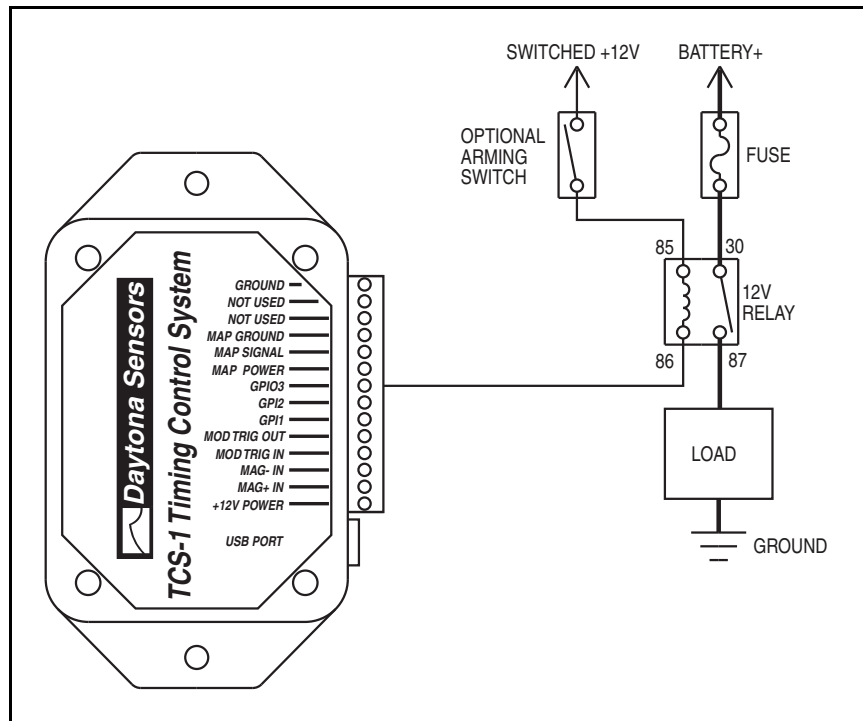 SWITCHED +12V
BATTERY+
OPTIONAL
ARMING
SWITCH
FUSE
85
30
12V
RELAY
86
87
LOAD
GROUND
Daytona Sensors
TCS-1 Timing Control System
GROUND
NOT USED
NOT USED
MAP GROUND
MAP SIGNAL
MAP POWER
GPIO3
GPI2
GPI1
MOD TRIG OUT
MOD TRIG IN
MAG- IN
MAG+ IN
+12V POWER
USB PORT